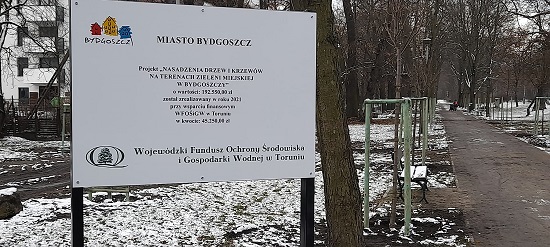 BYDGOSZCZ
MIASTO BYDGOSZCZ
Projekt „NASADZENIA DRZEW I KRZEWÓW
NA TERENACH ZIELENI MIEJSKIEJ
W BYDGOSZCZY"
o wartości: 192.550,00 zł
został zrealizowany w roku 2021
przy wsparciu finansowym
WFOŚiGW w Toruniu
w kwocie: 45.250,00 zł
Wojewódzki Fundusz Ochrony Środowiska
i Gospodarki Wodnej w Toruniu